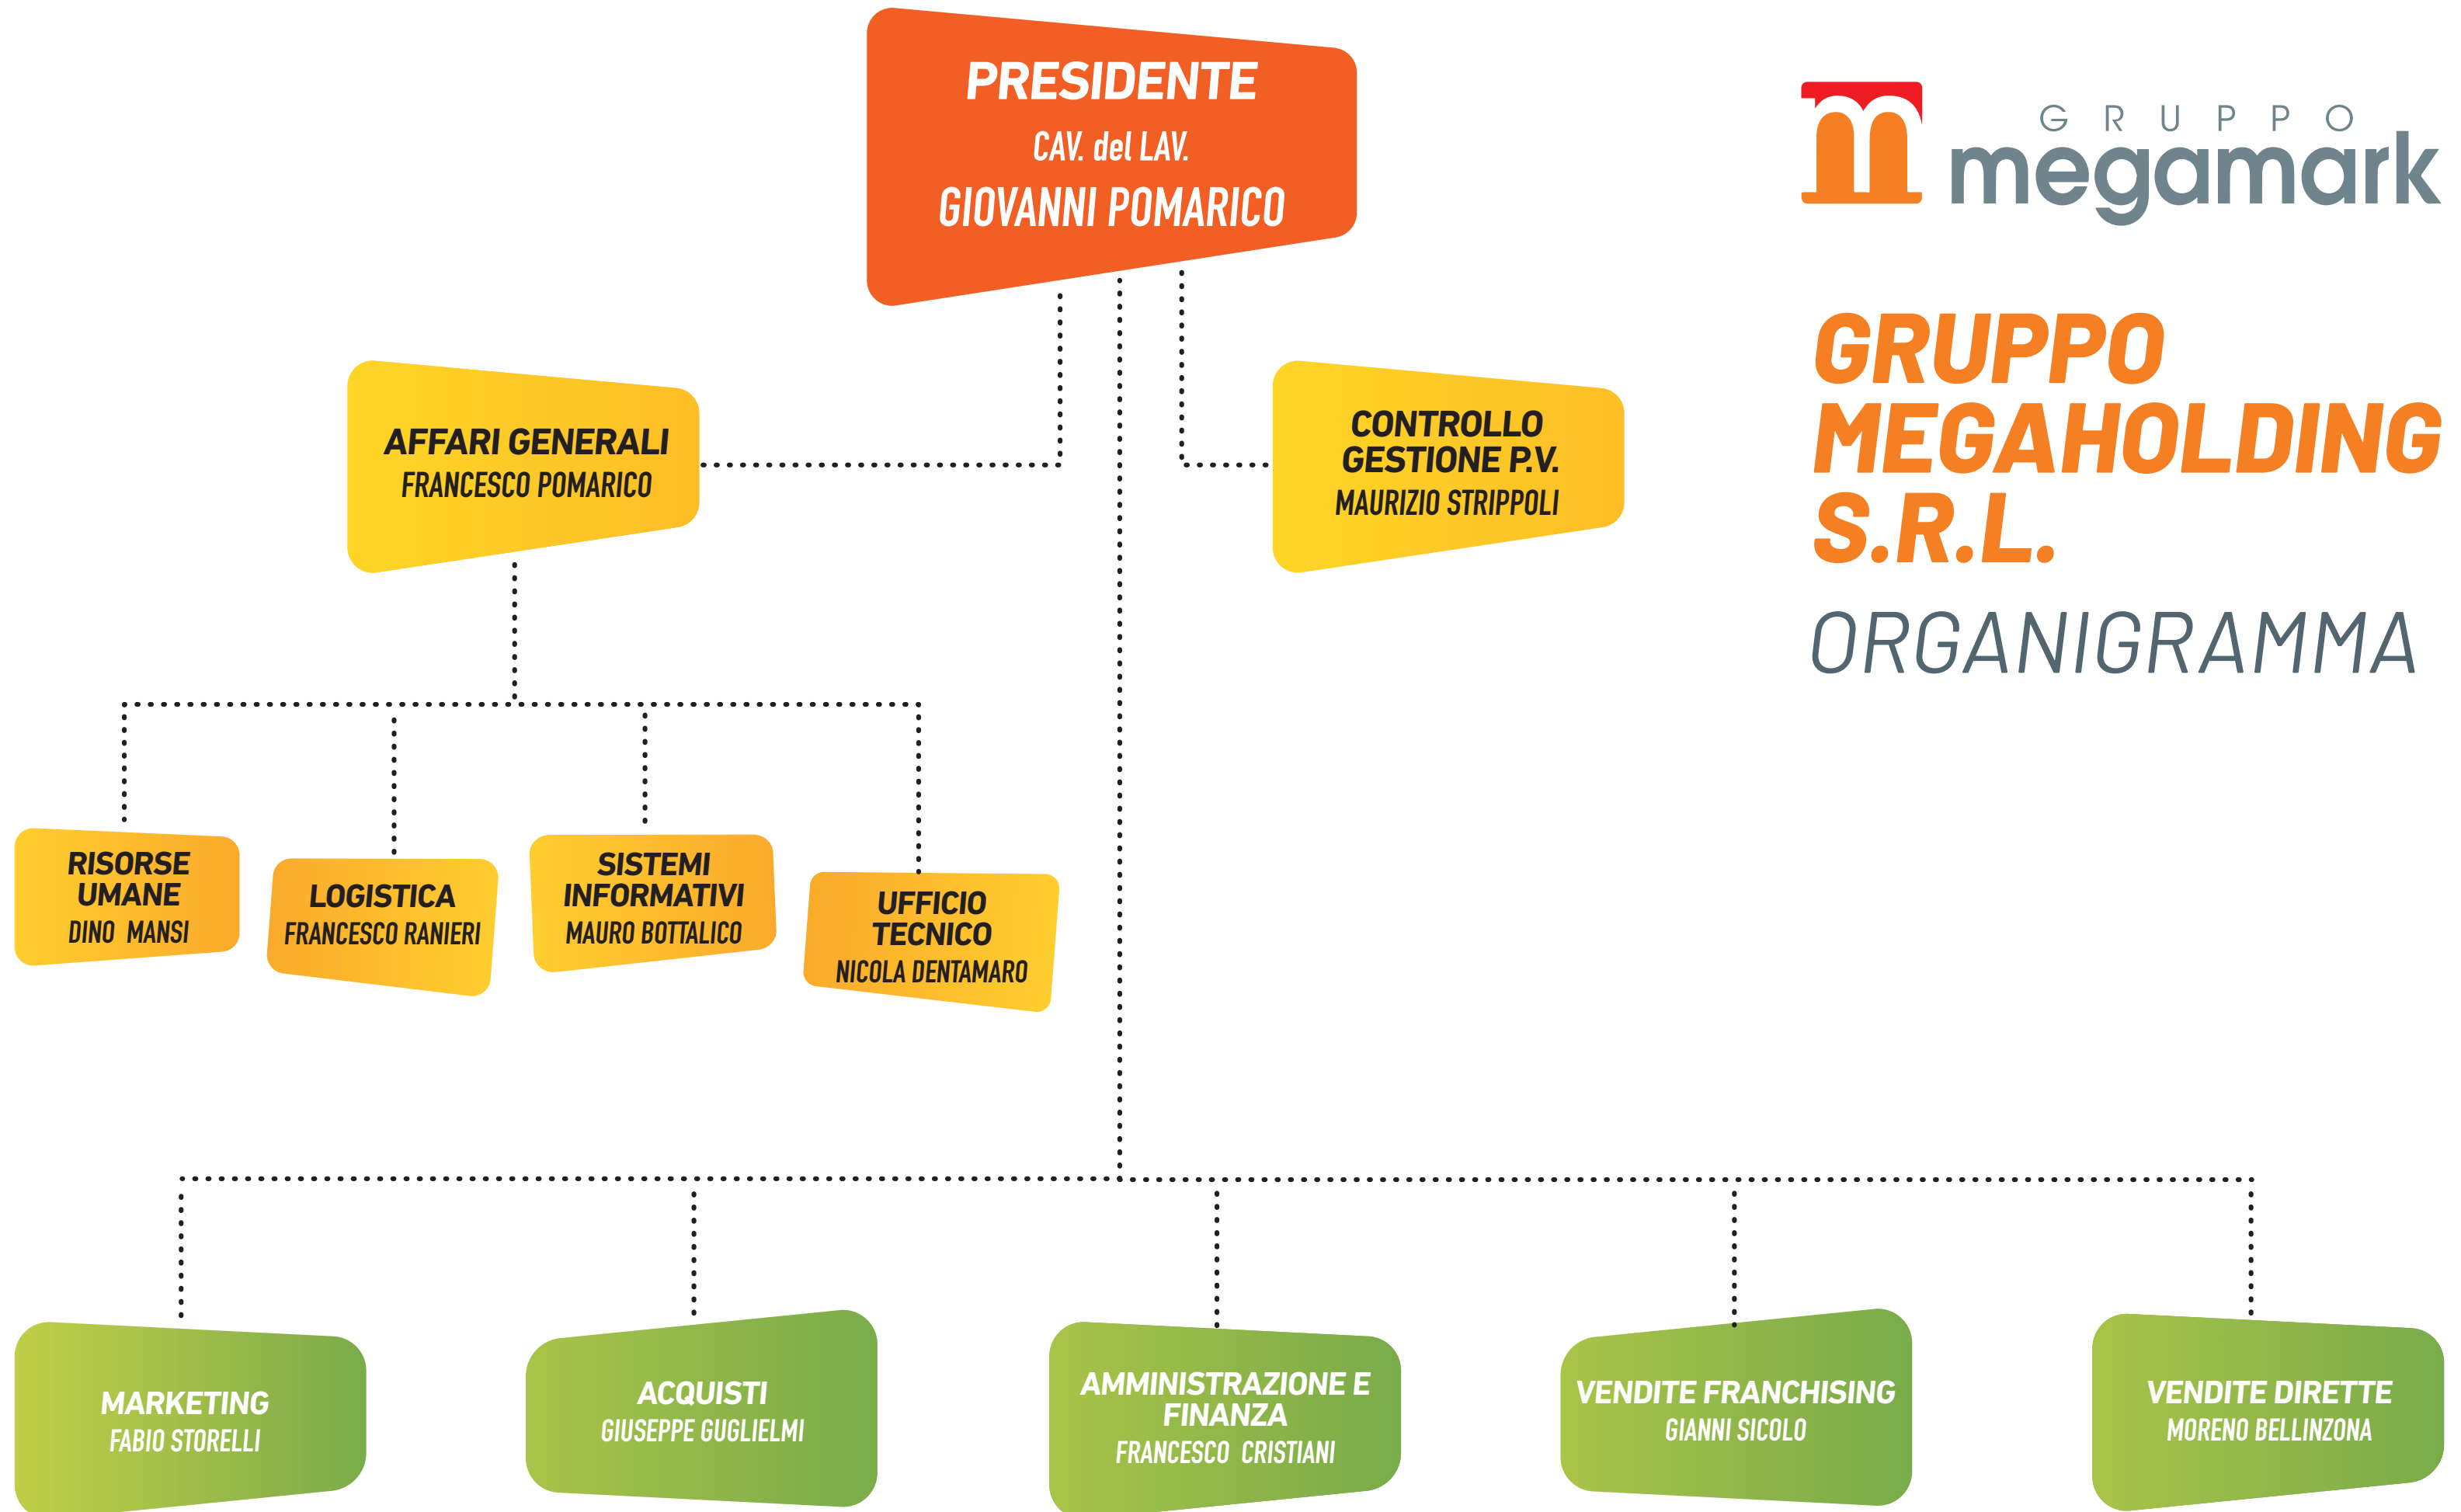 PRESIDENTE
CAV. del LAV.
GIOVANNI POMARICO
GRUPPO
megamark
GRUPPO
MEGAHOLDING
S.R.L.
ORGANIGRAMMA
AFFARI GENERALI
FRANCESCO POMARICO
CONTROLLO
GESTIONE P.V.
MAURIZIO STRIPPOLI
RISORSE
UMANE
DINO MANSI
LOGISTICA
FRANCESCO RANIERI
SISTEMI
INFORMATIVI
MAURO BOTTALICO
UFFICIO
TECNICO
NICOLA DENTAMARO
MARKETING
FABIO STORELLI
ACQUISTI
GIUSEPPE GUGLIELMI
AMMINISTRAZIONE E
FINANZA
FRANCESCO CRISTIANI
VENDITE FRANCHISING
GIANNI SICOLO
VENDITE DIRETTE
MORENO BELLINZONA